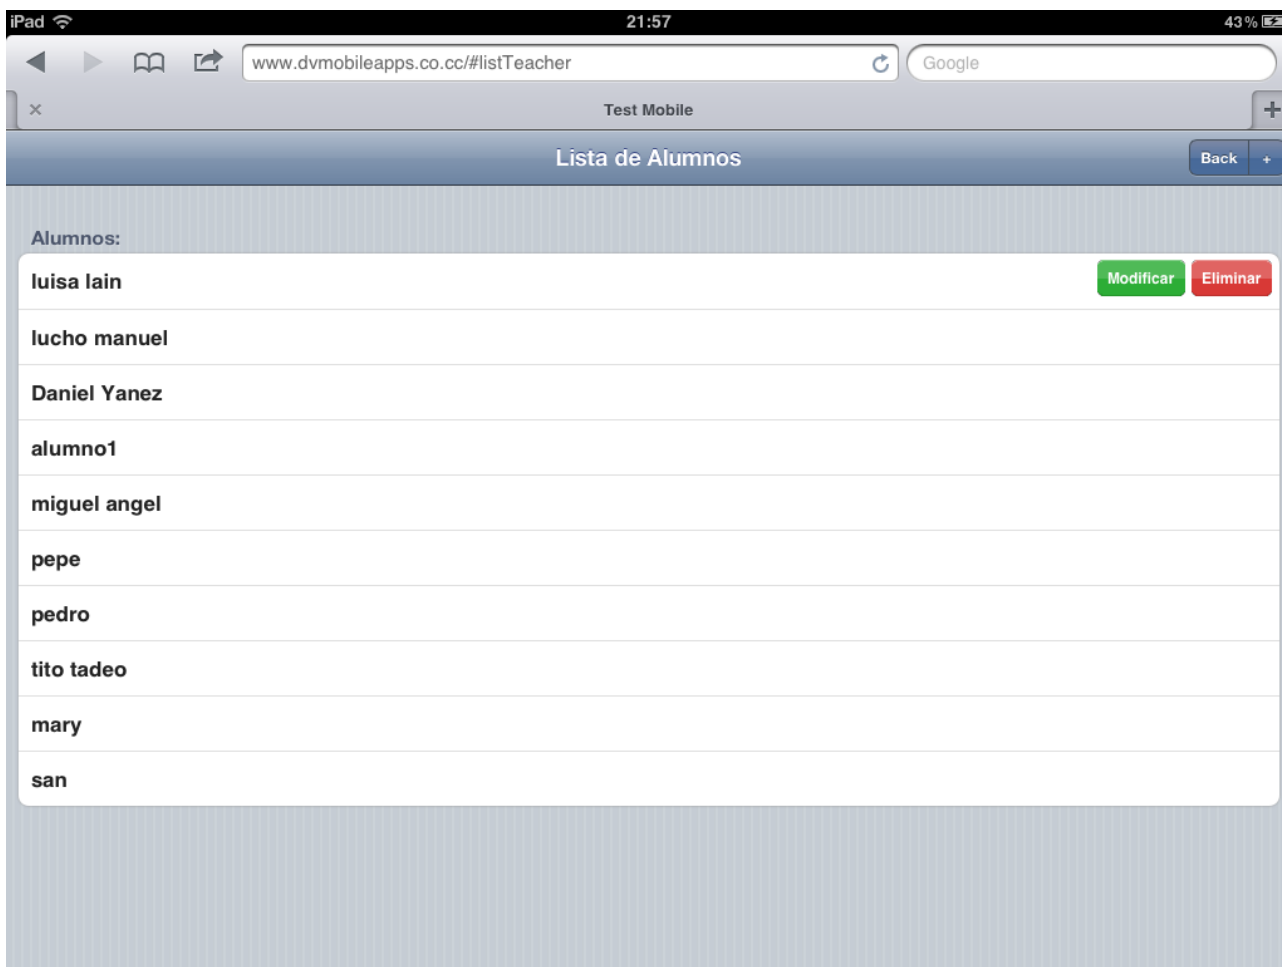 iPad 21:57 43%
www.dvmobileapps.co.cc/#listTeacher Google
Test Mobile
Lista de Alumnos Back +
Alumnos:
luisa lain Modificar Eliminar
lucho manuel
Daniel Yanez
alumno1
miguel angel
pepe
pedro
tito tadeo
mary
san